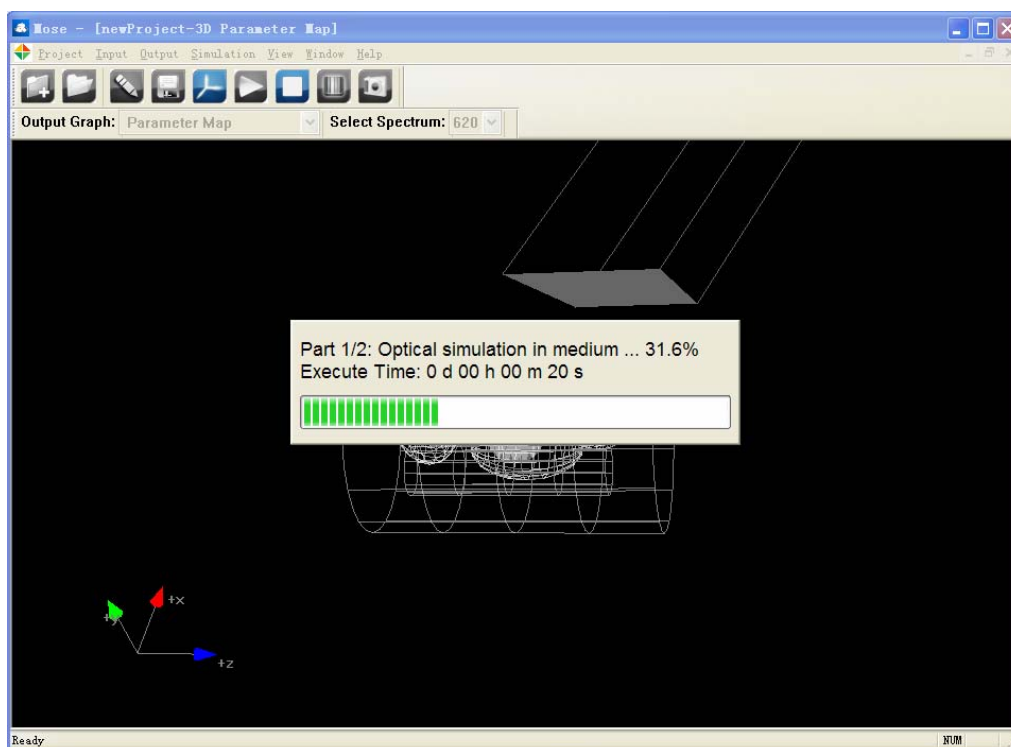 Mose - [newProject-3D Parameter Map]
Project Input Output Simulation View Window Help
Output Graph: Parameter Map Select Spectrum: 620
Part 1/2: Optical simulation in medium ... 31.6%
Execute Time: 0 d 00 h 00 m 20 s
+x
+y
+z
Ready NUM